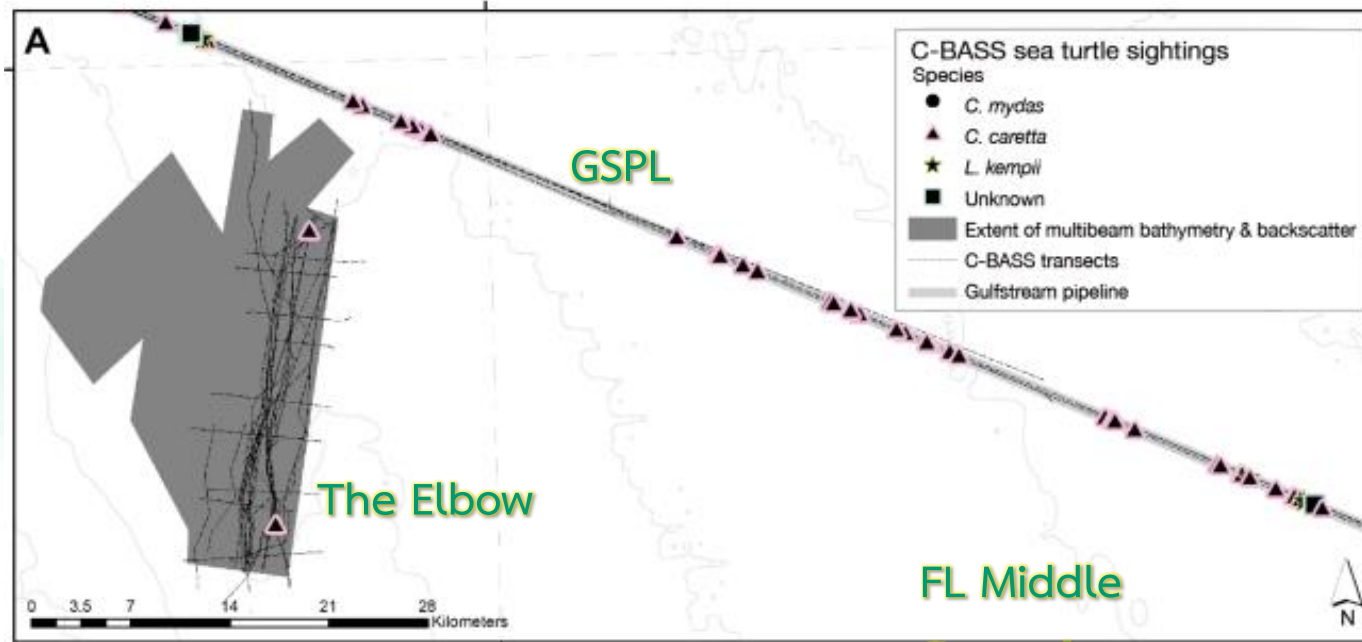 A
C-BASS sea turtle sightings
Species
C. mydas
C. caretta
L. kempii
Unknown
Extent of multibeam bathymetry & backscatter
C-BASS transects
Gulfstream pipeline
GSPL
The Elbow
FL Middle
0 3.5 7 14 21 28
Kilometers
N